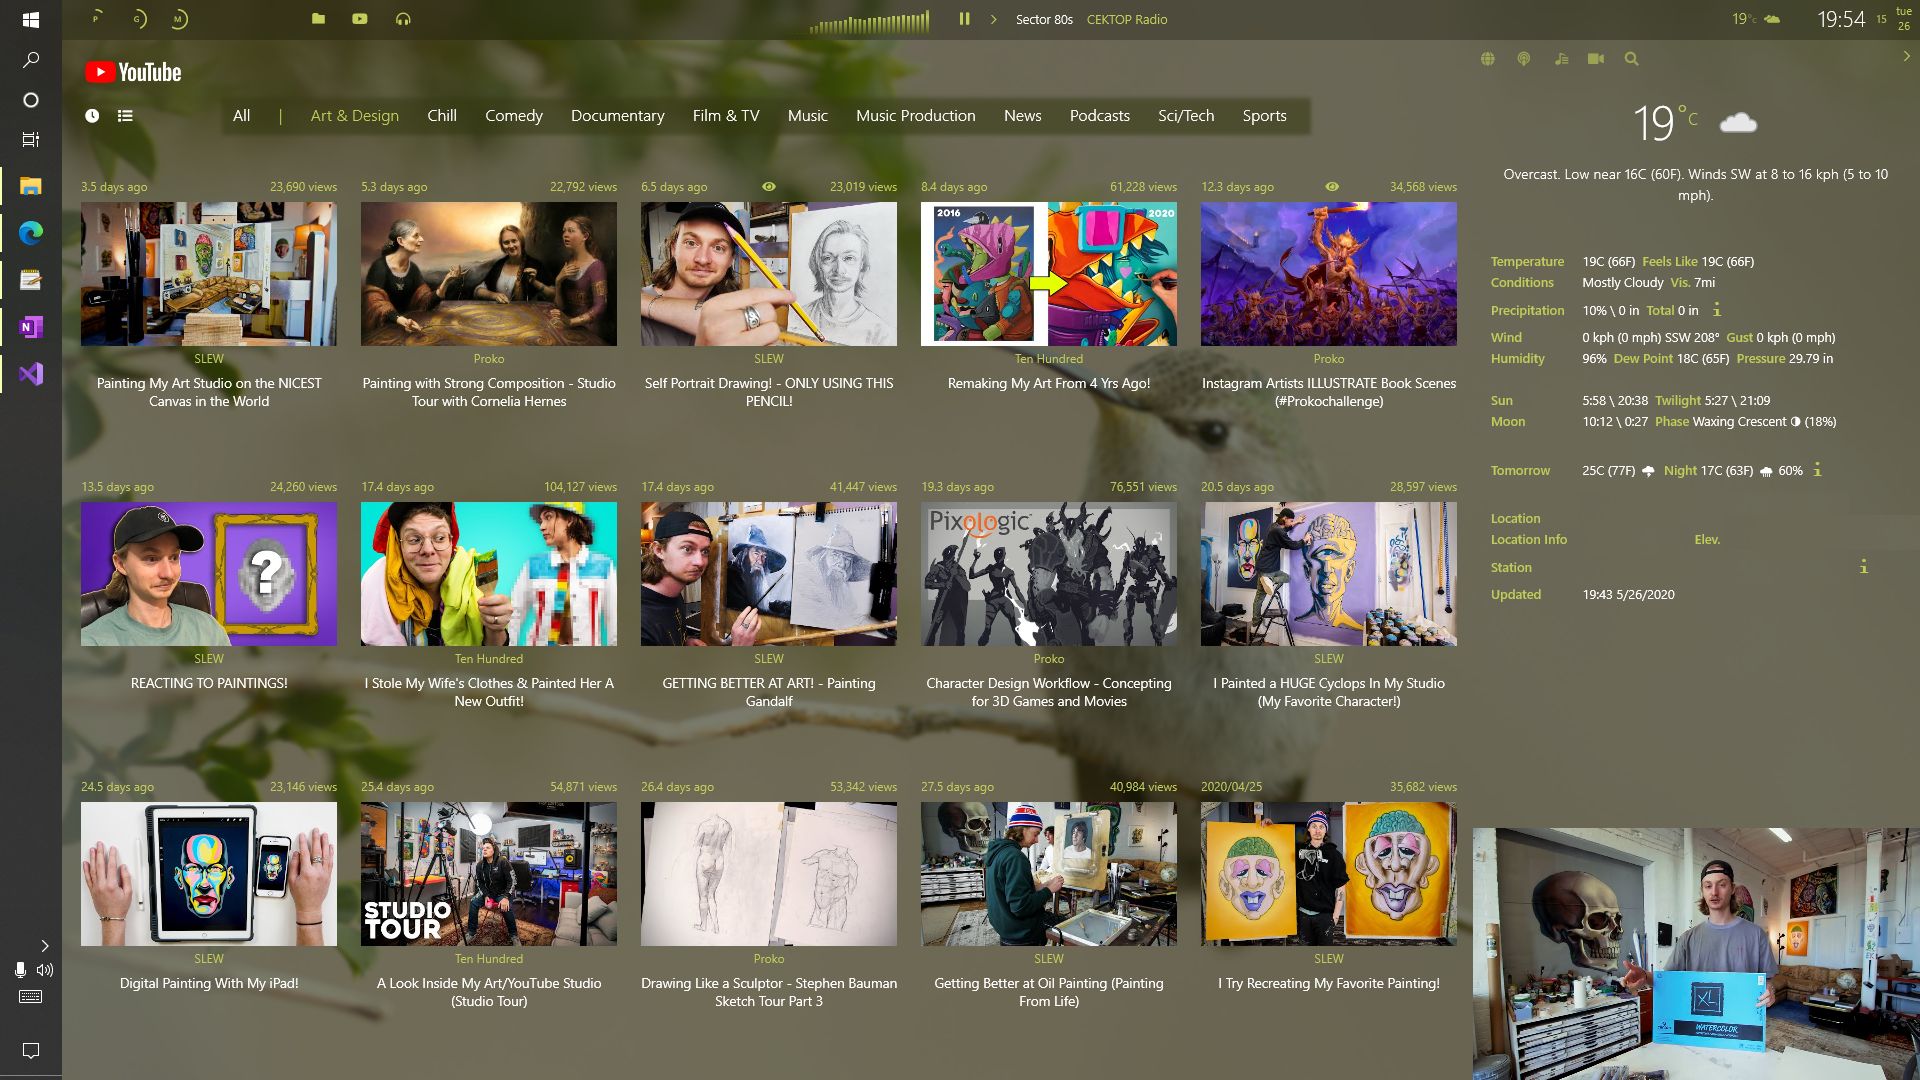 P G M Sector 80s СЕКТОР Radio 19°c 19:54 15 tue 26
YouTube
All | Art & Design Chill Comedy Documentary Film & TV Music Music Production News Podcasts Sci/Tech Sports
3.5 days ago 23,690 views
SLEW
Painting My Art Studio on the NICEST
Canvas in the World
5.3 days ago 22,792 views
Proko
Painting with Strong Composition - Studio
Tour with Cornelia Hernes
6.5 days ago 23,019 views
SLEW
Self Portrait Drawing! - ONLY USING THIS
PENCIL!
8.4 days ago 61,228 views
2016 2020
Ten Hundred
Remaking My Art From 4 Yrs Ago!
12.3 days ago 34,568 views
Proko
Instagram Artists ILLUSTRATE Book Scenes
(#Prokochallenge)
13.5 days ago 24,260 views
?
SLEW
REACTING TO PAINTINGS!
17.4 days ago 104,127 views
Ten Hundred
I Stole My Wife's Clothes & Painted Her A
New Outfit!
17.4 days ago 41,447 views
SLEW
GETTING BETTER AT ART! - Painting
Gandalf
19.3 days ago 76,551 views
Pixologic
Proko
Character Design Workflow - Concepting
for 3D Games and Movies
20.5 days ago 28,597 views
SLEW
I Painted a HUGE Cyclops In My Studio
(My Favorite Character!)
24.5 days ago 23,146 views
SLEW
Digital Painting With My iPad!
25.4 days ago 54,871 views
STUDIO
TOUR
Ten Hundred
A Look Inside My Art/YouTube Studio
(Studio Tour)
26.4 days ago 53,342 views
Proko
Drawing Like a Sculptor - Stephen Bauman
Sketch Tour Part 3
27.5 days ago 40,984 views
SLEW
Getting Better at Oil Painting (Painting
From Life)
2020/04/25 35,682 views
SLEW
I Try Recreating My Favorite Painting!
19°C
Overcast. Low near 16C (60F). Winds SW at 8 to 16 kph (5 to 10
mph).
Temperature 19C (66F) Feels Like 19C (66F)
Conditions Mostly Cloudy Vis. 7mi
Precipitation 10% \ 0 in Total 0 in i
Wind 0 kph (0 mph) SSW 208° Gust 0 kph (0 mph)
Humidity 96% Dew Point 18C (65F) Pressure 29.79 in
Sun 5:58 \ 20:38 Twilight 5:27 \ 21:09
Moon 10:12 \ 0:27 Phase Waxing Crescent (18%)
Tomorrow 25C (77F) Night 17C (63F) 60% i
Location
Location Info Elev.
Station i
Updated 19:43 5/26/2020
XL
WATERCOLOR